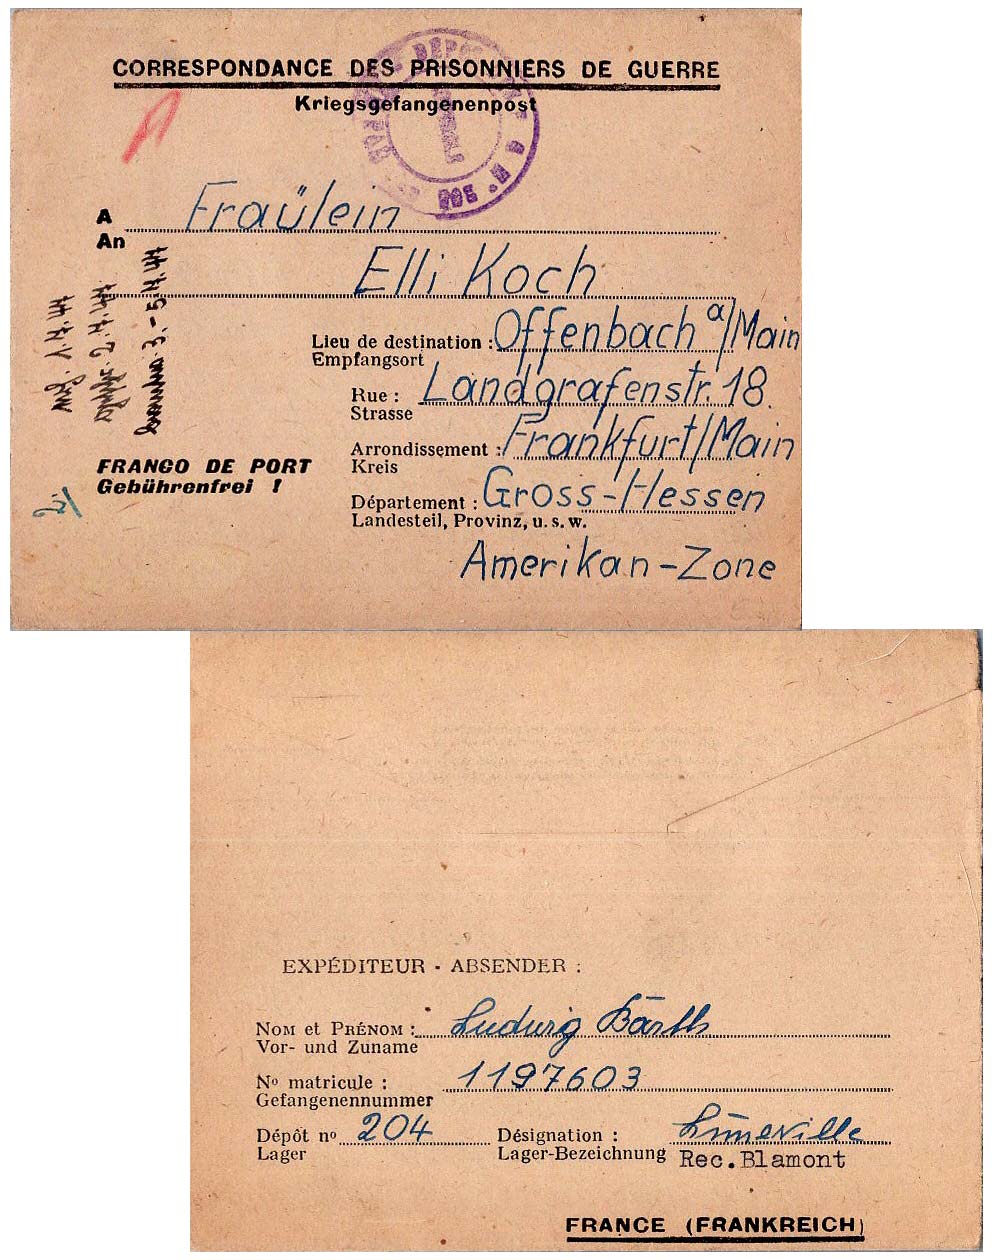 CORRESPONDANCE DES PRISONNIERS DE GUERRE
Kriegsgefangenenpost
DÉPÔT
N° 
A Fraülein
An
Elli Koch
Lieu de destination : Offenbach a/Main
Empfangsort
Rue : Landgrafenstr. 18.
Strasse
Arrondissement : Frankfurt/Main
Kreis
FRANCO DE PORT
Gebührenfrei !
Département : Gross-Hessen
Landesteil, Provinz, u. s. w.
Amerikan-Zone
EXPÉDITEUR - ABSENDER :
NOM et PRÉNOM : Ludwig Bärth
Vor- und Zuname
No matricule : 1197603
Gefangenennummer
Dépôt no 204 Désignation : Lüneville
Lager Lager-Bezeichnung Rec.Blamont
FRANCE (FRANKREICH)